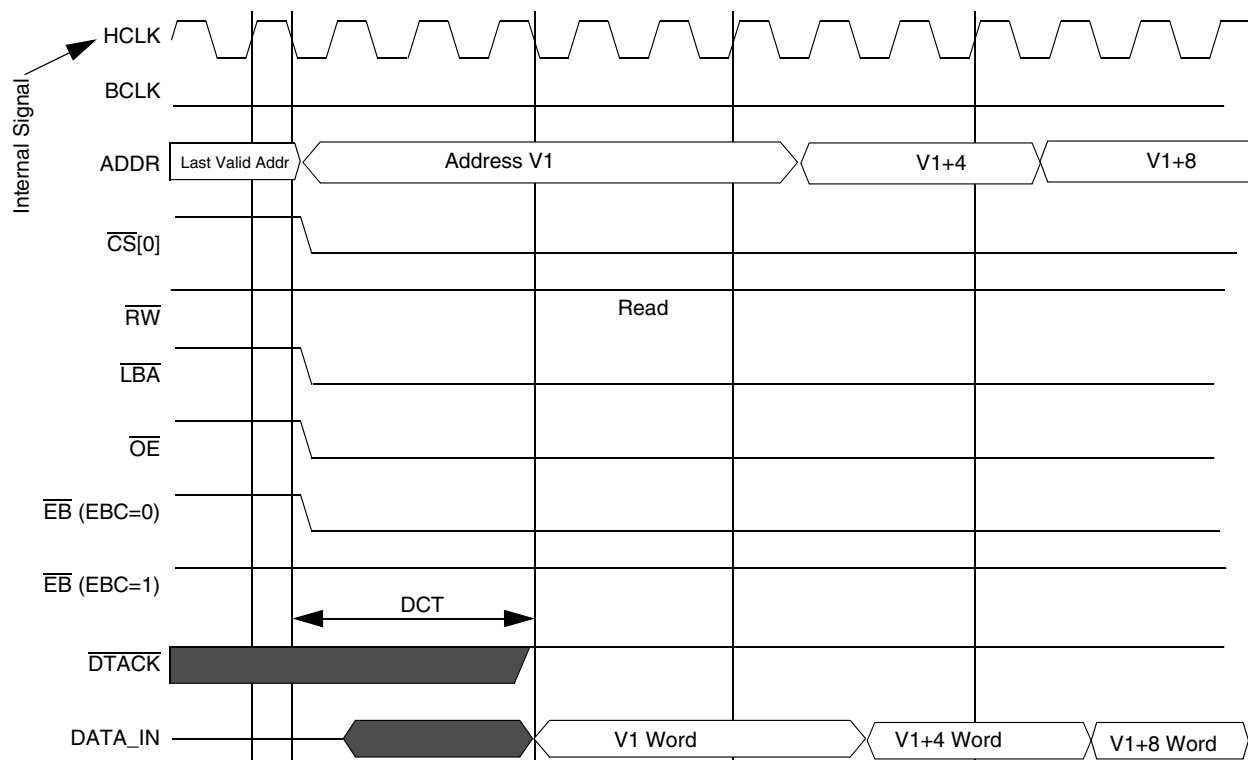 Internal Signal
HCLK
BCLK
ADDR
Last Valid Addr
Address V1
V1+4
V1+8
CS[0]
RW
Read
LBA
OE
EB (EBC=0)
EB (EBC=1)
DCT
DTACK
DATA_IN
V1 Word
V1+4 Word
V1+8 Word